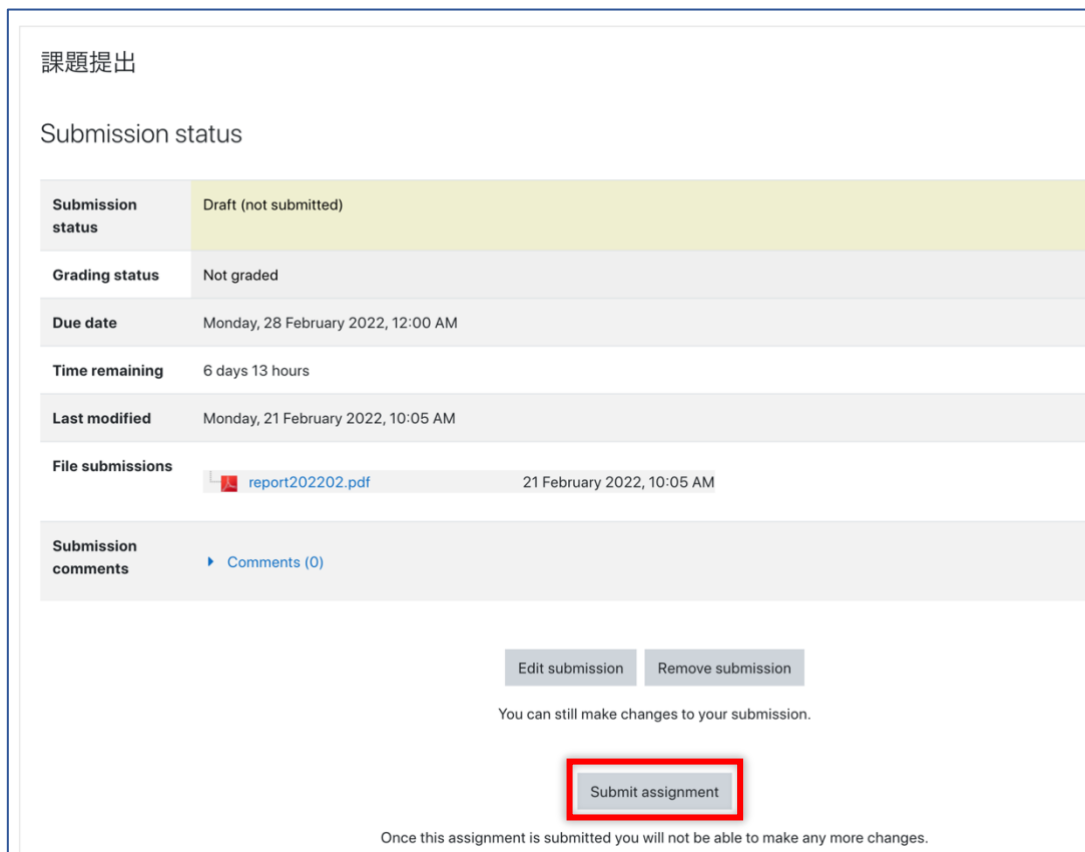 課題提出
Submission status
Submission
status
Draft (not submitted)
Grading status Not graded
Due date Monday, 28 February 2022, 12:00 AM
Time remaining 6 days 13 hours
Last modified Monday, 21 February 2022, 10:05 AM
File submissions
report202202.pdf 21 February 2022, 10:05 AM
Submission
comments
Comments (0)
Edit submission Remove submission
You can still make changes to your submission.
Submit assignment
Once this assignment is submitted you will not be able to make any more changes.